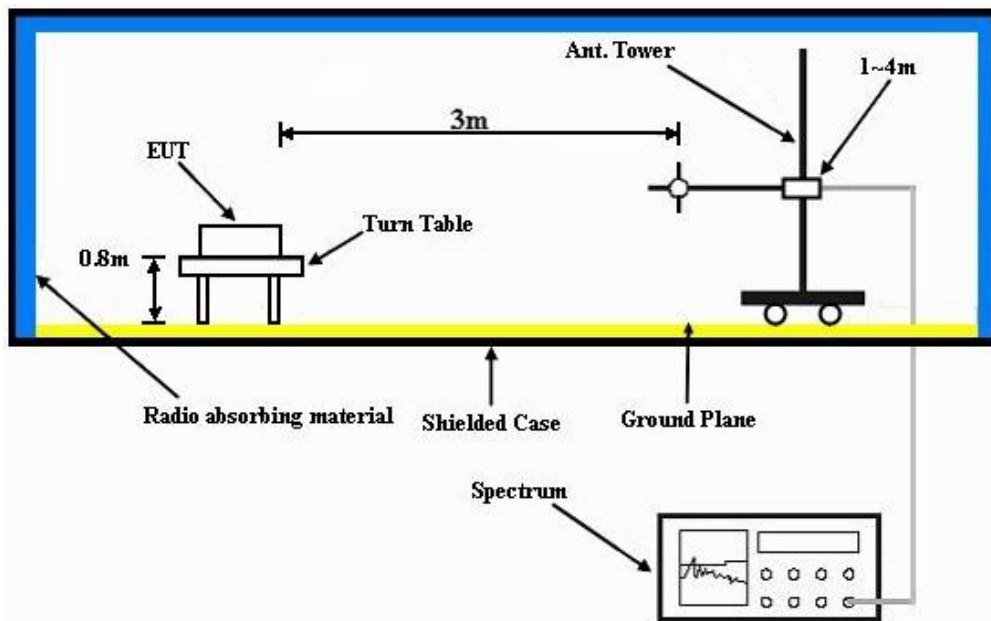 Ant. Tower
1~4m
3m
EUT
Turn Table
0.8m
Radio absorbing material
Shielded Case
Ground Plane
Spectrum